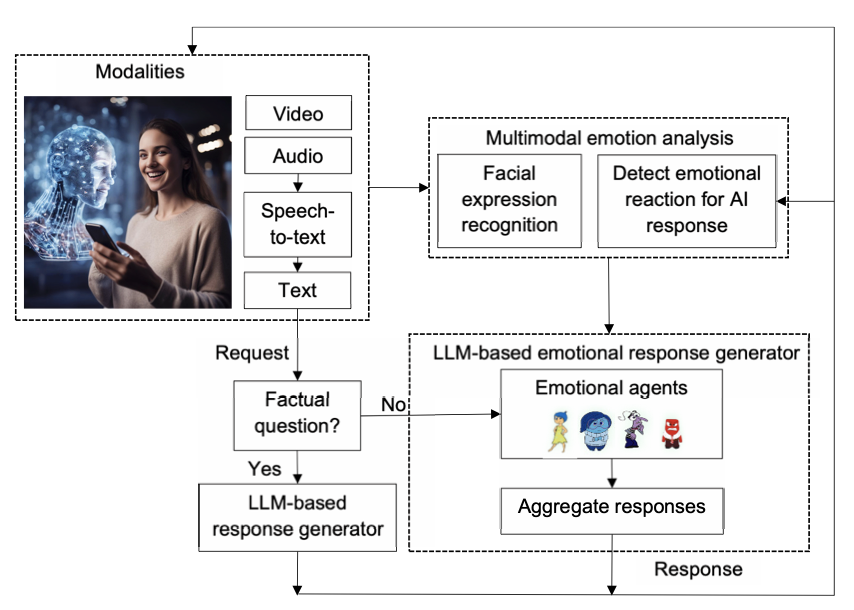 Modalities
Video
Audio
Speech-
to-text
Text
Multimodal emotion analysis
Facial
expression
recognition
Detect emotional
reaction for AI
response
Request
Factual
question?
No
Yes
LLM-based
response generator
LLM-based emotional response generator
Emotional agents
Aggregate responses
Response